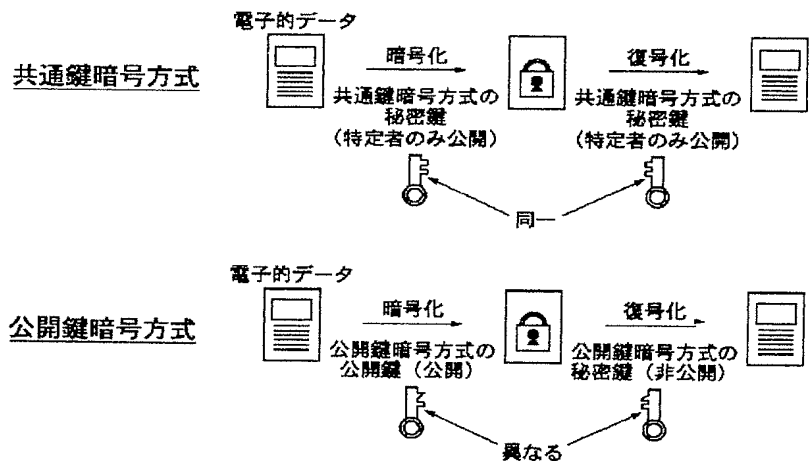 電子的データ
共通鍵暗号方式
暗号化
復号化
共通鍵暗号方式の
秘密鍵
(特定者のみ公開)
共通鍵暗号方式の
秘密鍵
(特定者のみ公開)
同一
電子的データ
公開鍵暗号方式
暗号化
復号化
公開鍵暗号方式の
公開鍵(公開)
公開鍵暗号方式の
秘密鍵(非公開)
異なる